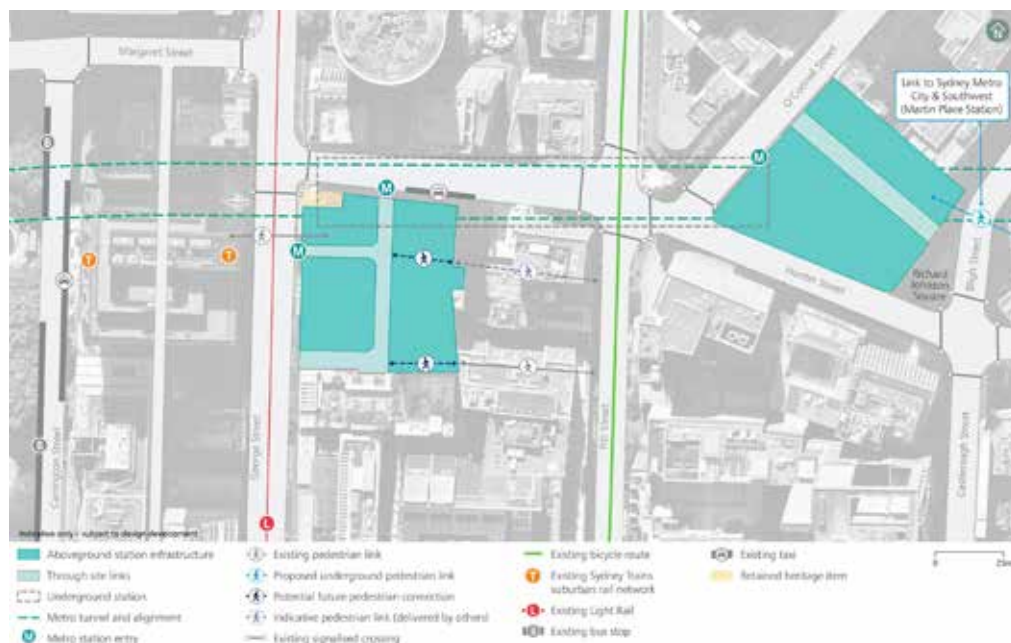 Margaret Street
O'Connell Street
Link to Sydney Metro
City & Southwest
(Martin Place Station)
N
B
M
M
M
T
T
Hunter Street
Richard
Johnson
Square
Bligh Street
B
Carrington Street
George Street
Pitt Street
Castlereagh Street
L
Indicative only - subject to design development
Aboveground station infrastructure
Through site links
Underground station
Metro tunnel and alignment
M Metro station entry
Existing pedestrian link
Proposed underground pedestrian link
Potential future pedestrian connection
Indicative pedestrian link (delivered by others)
Existing signalised crossing
Existing bicycle route
T Existing Sydney Trains
suburban rail network
L Existing Light Rail
B Existing bus stop
Existing taxi
Retained heritage item
0 25m